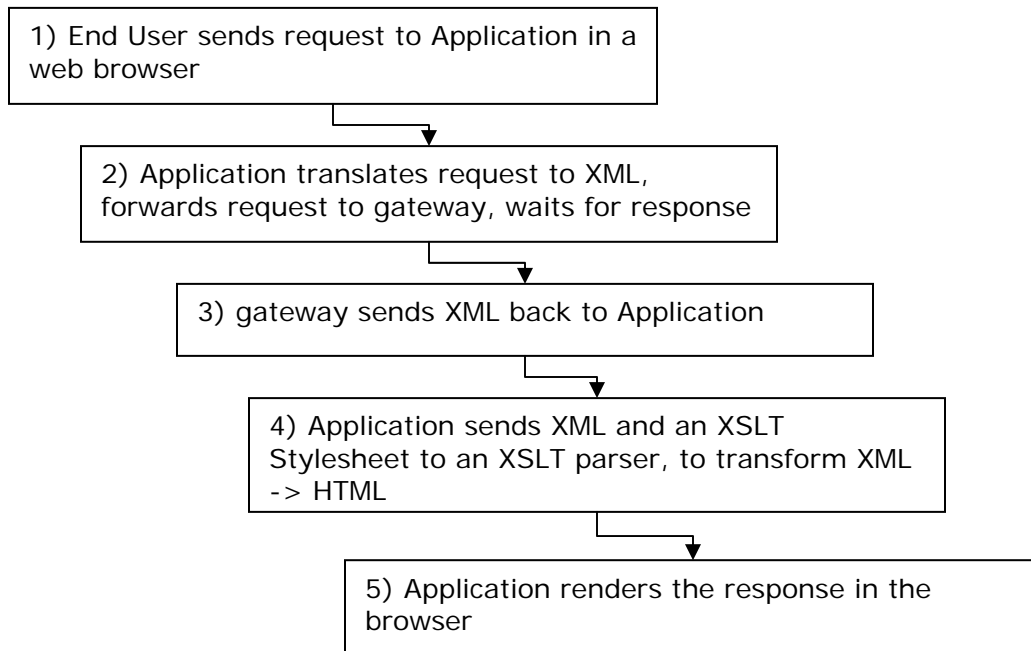 1) End User sends request to Application in a
web browser
2) Application translates request to XML,
forwards request to gateway, waits for response
3) gateway sends XML back to Application
4) Application sends XML and an XSLT
Stylesheet to an XSLT parser, to transform XML
-> HTML
5) Application renders the response in the
browser